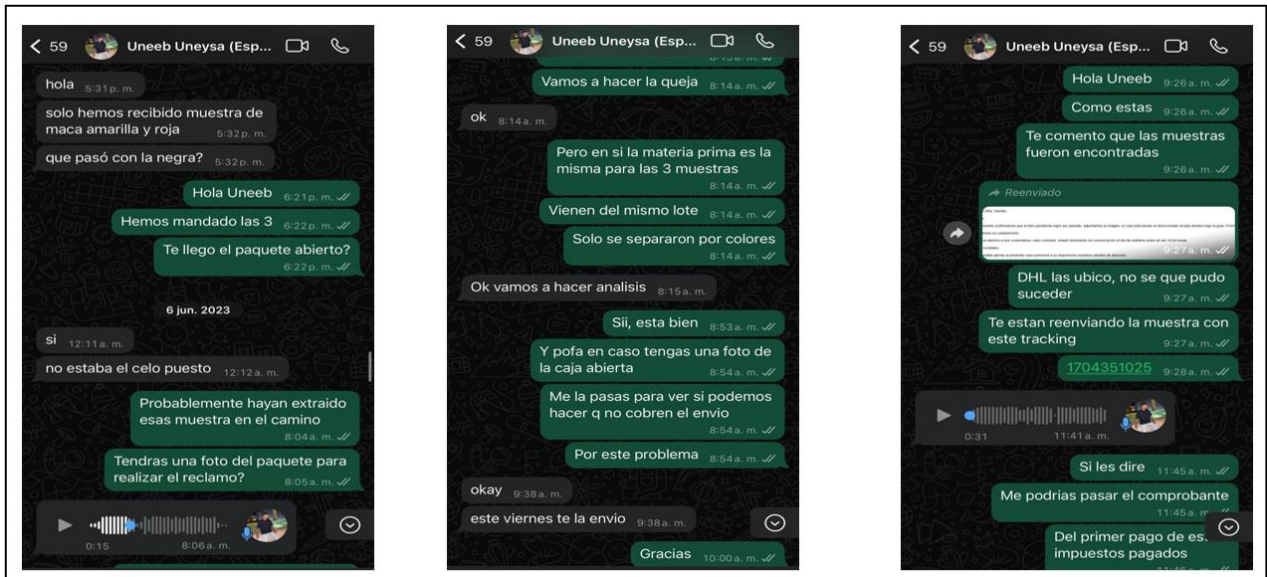 59 Uneeb Uneysa (Esp...
hola 5:31 p. m.
solo hemos recibido muestra de
maca amarilla y roja 5:32 p. m.
que pasó con la negra? 5:32 p. m.
Hola Uneeb 6:21 p. m.
Hemos mandado las 3 6:22 p. m.
Te llego el paquete abierto?
6:22 p. m.
6 jun. 2023
si 12:11 a. m.
no estaba el celo puesto 12:12 a. m.
Probablemente hayan extraido
esas muestra en el camino
8:04 a. m.
Tendras una foto del paquete para
realizar el reclamo? 8:05 a. m.
0:15 8:06 a. m.
59 Uneeb Uneysa (Esp...
Vamos a hacer la queja 8:14 a. m.
ok 8:14 a. m.
Pero en si la materia prima es la
misma para las 3 muestras
8:14 a. m.
Vienen del mismo lote 8:14 a. m.
Solo se separaron por colores
8:14 a. m.
Ok vamos a hacer analisis 8:15 a. m.
Sii, esta bien 8:53 a. m.
Y pofa en caso tengas una foto de
la caja abierta 8:54 a. m.
Me la pasas para ver si podemos
hacer q no cobren el envio
8:54 a. m.
Por este problema 8:54 a. m.
okay 9:38 a. m.
este viernes te la envio 9:38 a. m.
Gracias 10:00 a. m.
59 Uneeb Uneysa (Esp...
Hola Uneeb 9:26 a. m.
Como estas 9:26 a. m.
Te comento que las muestras
fueron encontradas
9:26 a. m.
Reenviado
9:27 a. m.
DHL las ubico, no se que pudo
suceder 9:27 a. m.
Te estan reenviando la muestra con
este tracking 9:27 a. m.
1704351025 9:28 a. m.
0:31 11:41 a. m.
Si les dire 11:45 a. m.
Me podrias pasar el comprobante
11:45 a. m.
Del primer pago de
impuestos pagados